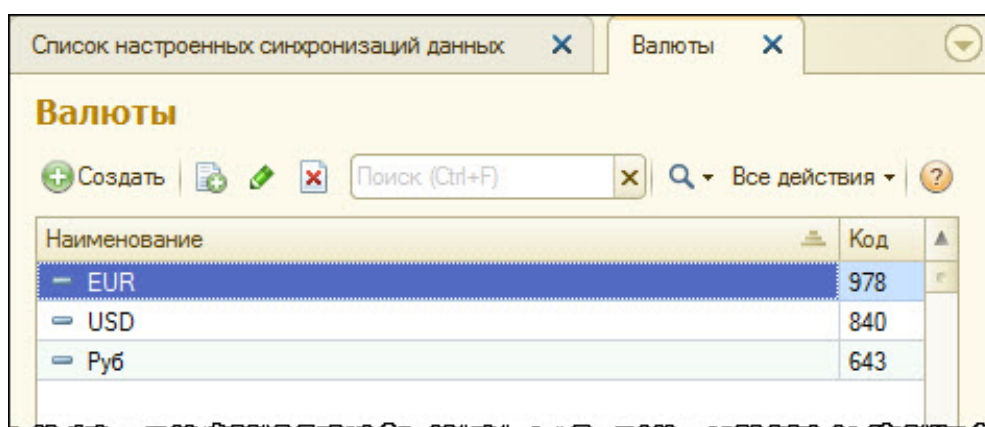 Список настроенных синхронизаций данных Валюты
Валюты
Создать Поиск (Ctrl+F) Все действия
Наименование Код
EUR 978
USD 840
Руб 643